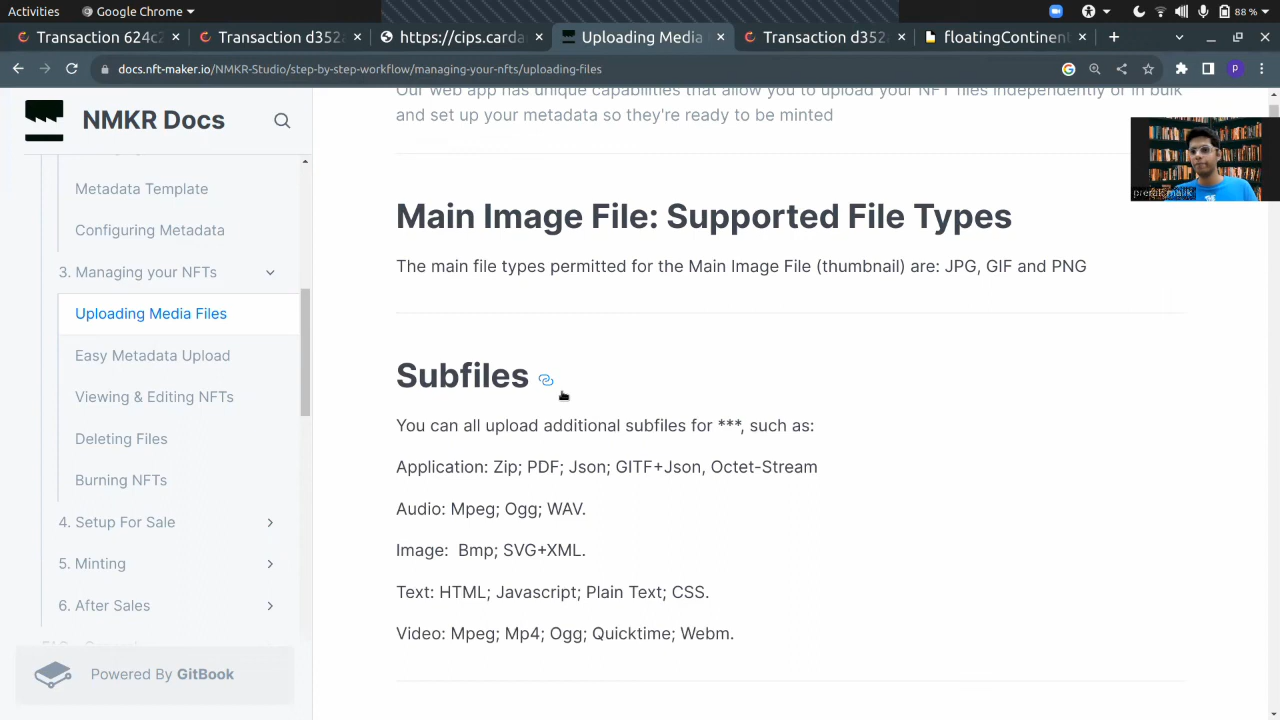 Activities
Google Chrome
88 %
Transaction 624c2
Transaction d352
https://cips.carda
Uploading Media
Transaction d352
floatingContinent
docs.nft-maker.io/NMKR-Studio/step-by-step-workflow/managing-your-nfts/uploading-files
P
NMKR Docs
Metadata Template
Configuring Metadata
3. Managing your NFTs
Uploading Media Files
Easy Metadata Upload
Viewing & Editing NFTs
Deleting Files
Burning NFTs
4. Setup For Sale
5. Minting
6. After Sales
Powered By GitBook
Our web app has unique capabilities that allow you to upload your NFT files independently or in bulk
and set up your metadata so they're ready to be minted
Main Image File: Supported File Types
The main file types permitted for the Main Image File (thumbnail) are: JPG, GIF and PNG
Subfiles
You can all upload additional subfiles for ***, such as:
Application: Zip; PDF; Json; GITF+Json, Octet-Stream
Audio: Mpeg; Ogg; WAV.
Image:  Bmp; SVG+XML.
Text: HTML; Javascript; Plain Text; CSS.
Video: Mpeg; Mp4; Ogg; Quicktime; Webm.
prerak malik